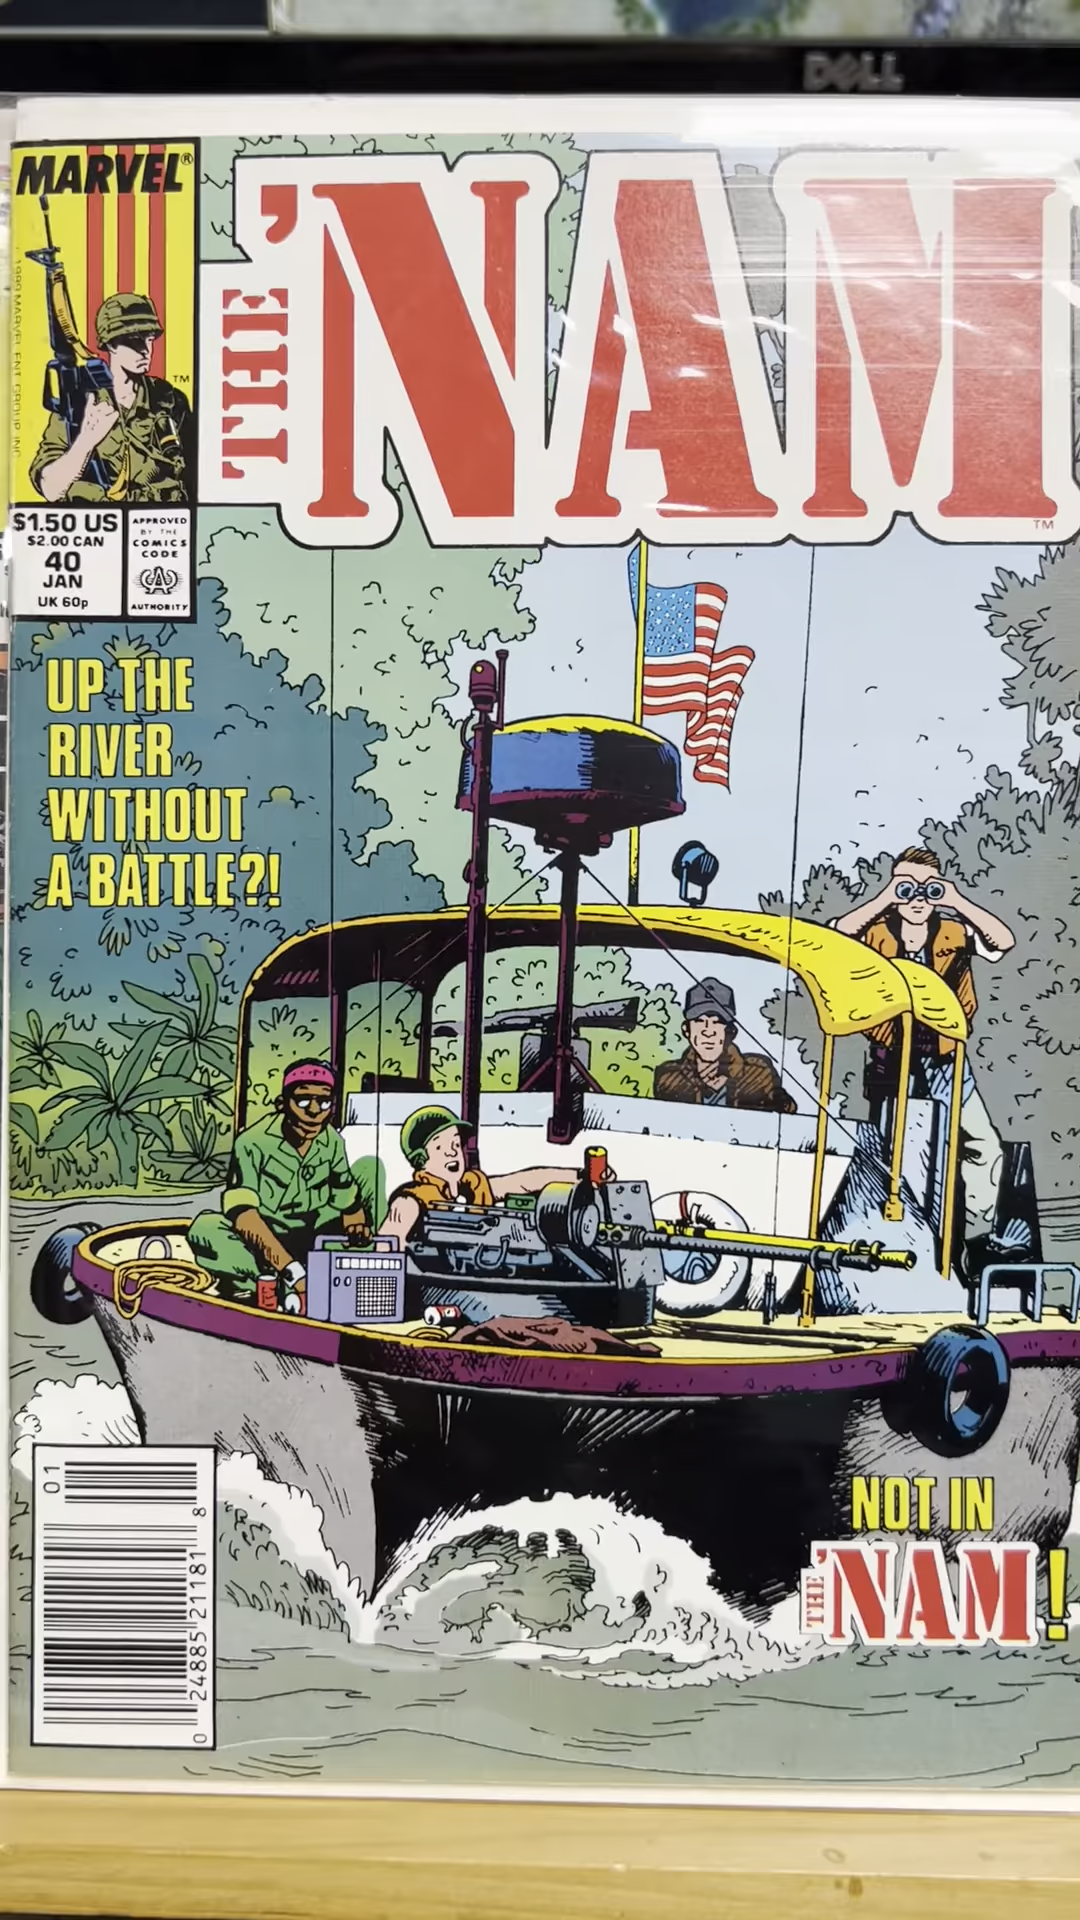 DELL
MARVEL®
THE 'NAM
TM
TM
1989 MARVEL ENT. GROUP, INC.
$1.50 US
$2.00 CAN
40
JAN
UK 60p
APPROVED
BY THE
COMICS
CODE
A
AUTHORITY
UP THE
RIVER
WITHOUT
A BATTLE?!
NOT IN
THE 'NAM!
01
0 24885 21181 8